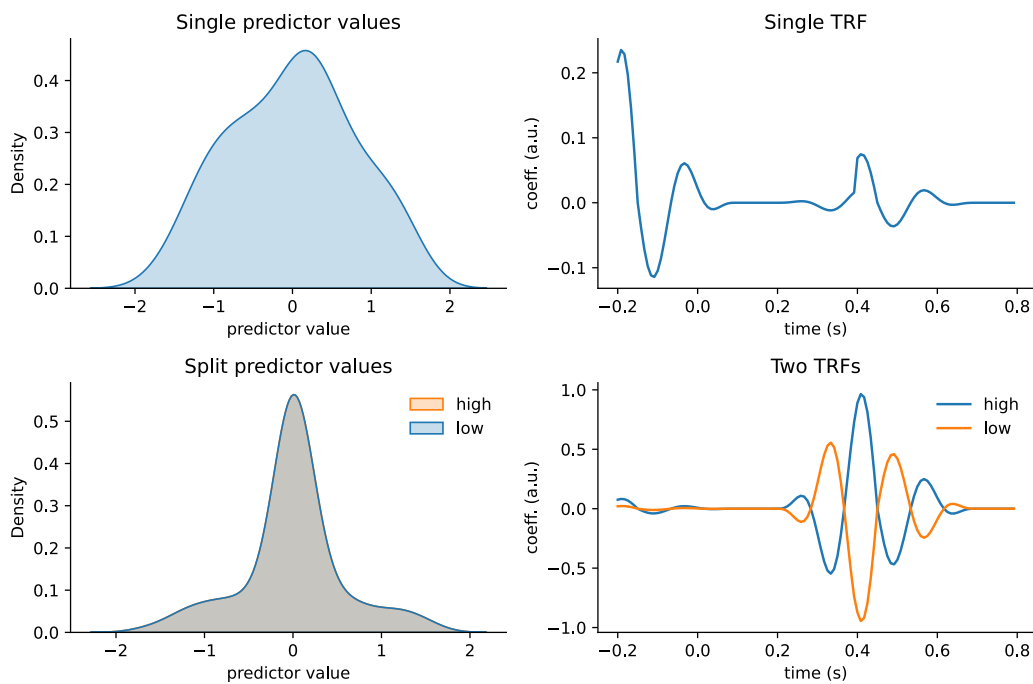 Single predictor values
Density
0.4
0.3
0.2
0.1
0.0
−2
−1
0
1
2
predictor value
Single TRF
coeff. (a.u.)
0.2
0.1
0.0
−0.1
−0.2
0.0
0.2
0.4
0.6
0.8
time (s)
Split predictor values
high
low
Density
0.5
0.4
0.3
0.2
0.1
0.0
−2
−1
0
1
2
predictor value
Two TRFs
high
low
coeff. (a.u.)
1.0
0.5
0.0
−0.5
−1.0
−0.2
0.0
0.2
0.4
0.6
0.8
time (s)